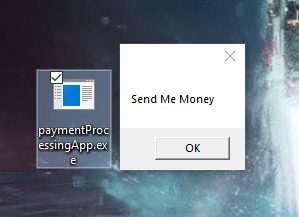 Send Me Money
OK
paymentProc
essingApp.ex
e